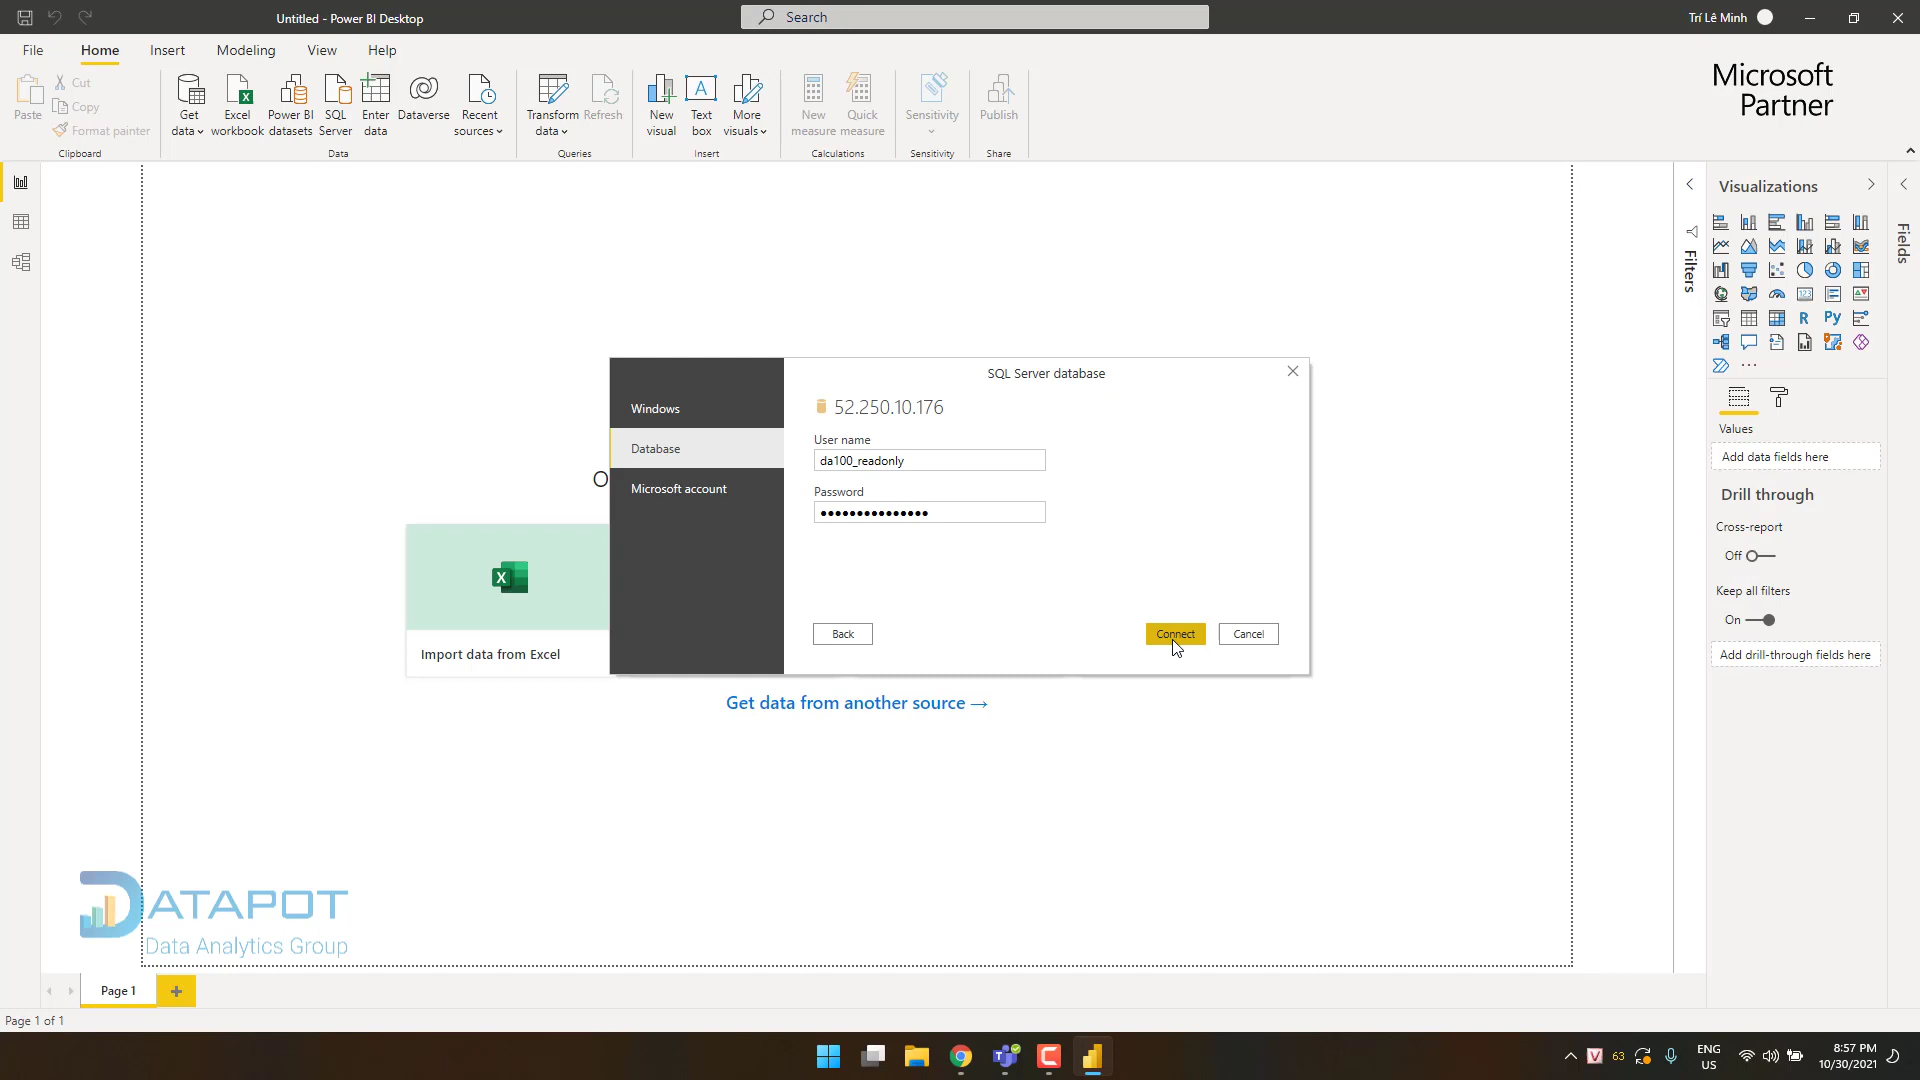 Untitled - Power BI Desktop
Search
Trí Lê Minh
File
Home
Insert
Modeling
View
Help
Paste
Cut
Copy
Format painter
Clipboard
Get data
Excel workbook
Power BI datasets
SQL Server
Enter data
Dataverse
Recent sources
Data
Transform data
Refresh
Queries
New visual
Text box
More visuals
Insert
New measure
Quick measure
Calculations
Sensitivity
Sensitivity
Publish
Share
Microsoft
Partner
Visualizations
Filters
Fields
R
Py
Values
Add data fields here
Drill through
Cross-report
Off
Keep all filters
On
Add drill-through fields here
SQL Server database
Windows
Database
Microsoft account
52.250.10.176
User name
da100_readonly
Password
Back
Connect
Cancel
O
Import data from Excel
Get data from another source →
DATAPOT
Data Analytics Group
Page 1
Page 1 of 1
63
ENG
US
8:57 PM
10/30/2021